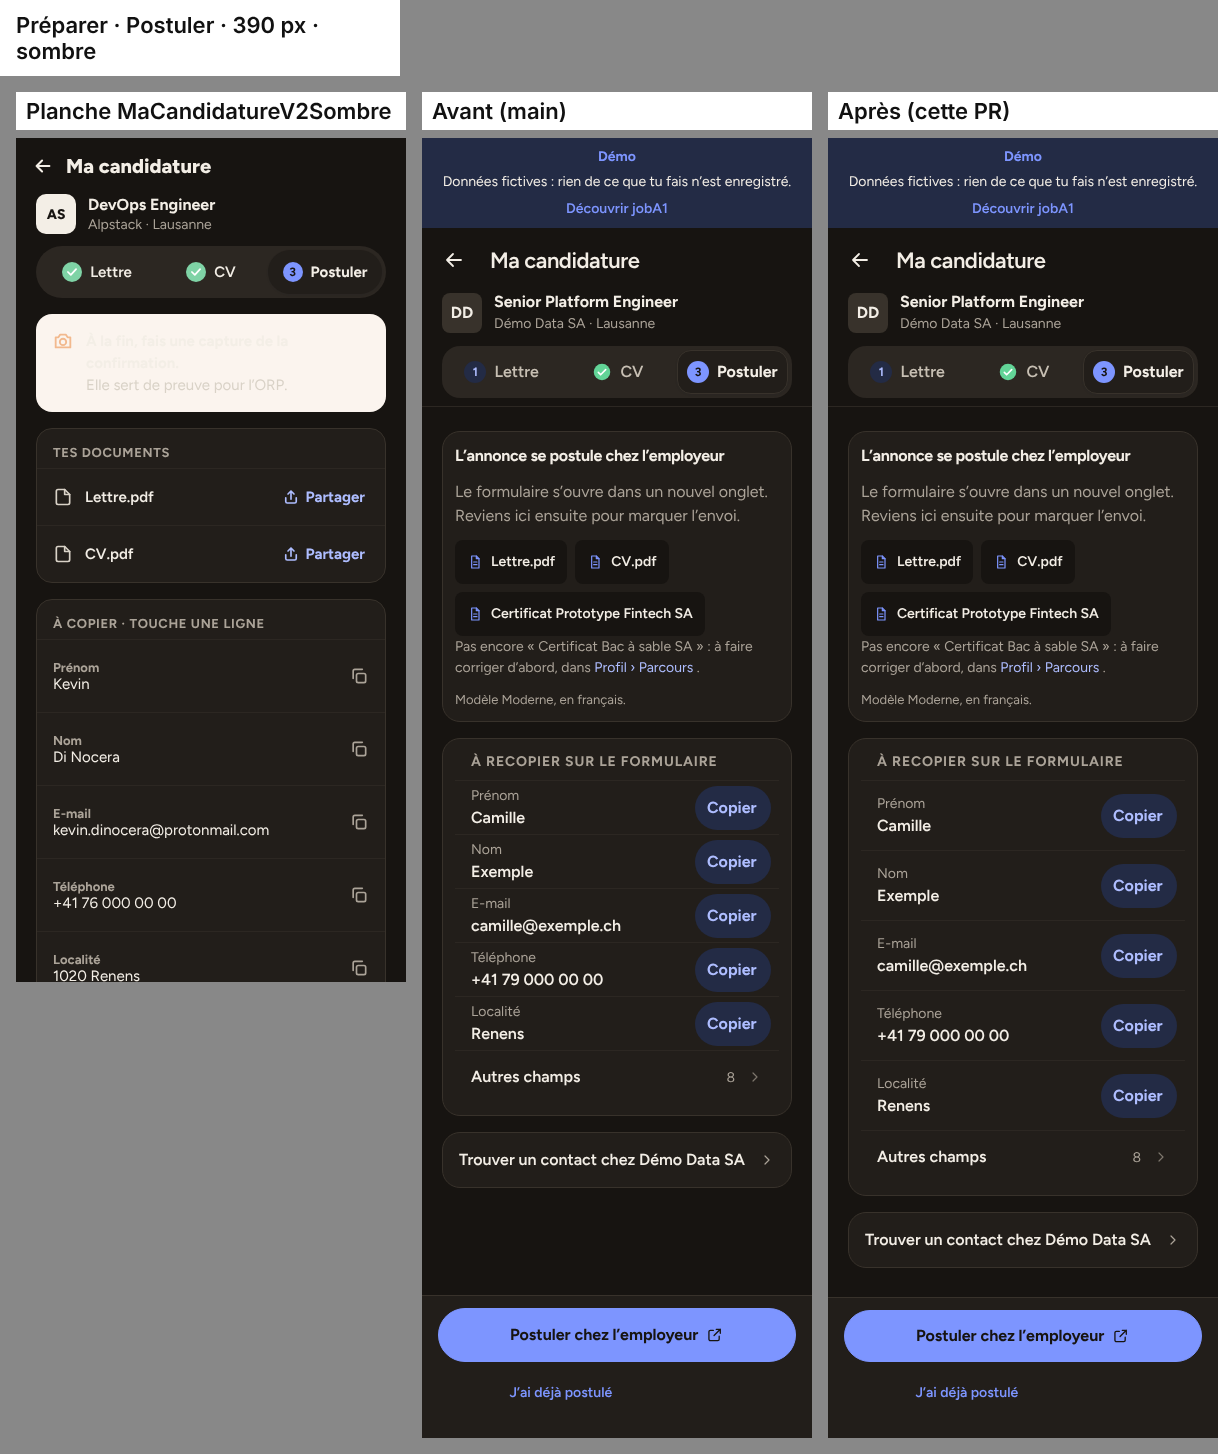 Préparer · Postuler · 390 px ·
sombre
Planche MaCandidatureV2Sombre
Ma candidature
AS
DevOps Engineer
Alpstack · Lausanne
Lettre
CV
3
Postuler
À la fin, fais une capture de la
confirmation.
Elle sert de preuve pour l'ORP.
TES DOCUMENTS
Lettre.pdf
Partager
CV.pdf
Partager
À COPIER · TOUCHE UNE LIGNE
Prénom
Kevin
Nom
Di Nocera
E-mail
kevin.dinocera@protonmail.com
Téléphone
+41 76 000 00 00
Localité
1020 Renens
Avant (main)
Démo
Données fictives : rien de ce que tu fais n'est enregistré.
Découvrir jobA1
Ma candidature
DD
Senior Platform Engineer
Démo Data SA · Lausanne
1
Lettre
CV
3
Postuler
L'annonce se postule chez l'employeur
Le formulaire s'ouvre dans un nouvel onglet.
Reviens ici ensuite pour marquer l'envoi.
Lettre.pdf
CV.pdf
Certificat Prototype Fintech SA
Pas encore « Certificat Bac à sable SA » : à faire
corriger d'abord, dans Profil › Parcours .
Modèle Moderne, en français.
À RECOPIER SUR LE FORMULAIRE
Prénom
Camille
Copier
Nom
Exemple
Copier
E-mail
camille@exemple.ch
Copier
Téléphone
+41 79 000 00 00
Copier
Localité
Renens
Copier
Autres champs
8
Trouver un contact chez Démo Data SA
Postuler chez l'employeur
J'ai déjà postulé
Après (cette PR)
Démo
Données fictives : rien de ce que tu fais n'est enregistré.
Découvrir jobA1
Ma candidature
DD
Senior Platform Engineer
Démo Data SA · Lausanne
1
Lettre
CV
3
Postuler
L'annonce se postule chez l'employeur
Le formulaire s'ouvre dans un nouvel onglet.
Reviens ici ensuite pour marquer l'envoi.
Lettre.pdf
CV.pdf
Certificat Prototype Fintech SA
Pas encore « Certificat Bac à sable SA » : à faire
corriger d'abord, dans Profil › Parcours .
Modèle Moderne, en français.
À RECOPIER SUR LE FORMULAIRE
Prénom
Camille
Copier
Nom
Exemple
Copier
E-mail
camille@exemple.ch
Copier
Téléphone
+41 79 000 00 00
Copier
Localité
Renens
Copier
Autres champs
8
Trouver un contact chez Démo Data SA
Postuler chez l'employeur
J'ai déjà postulé